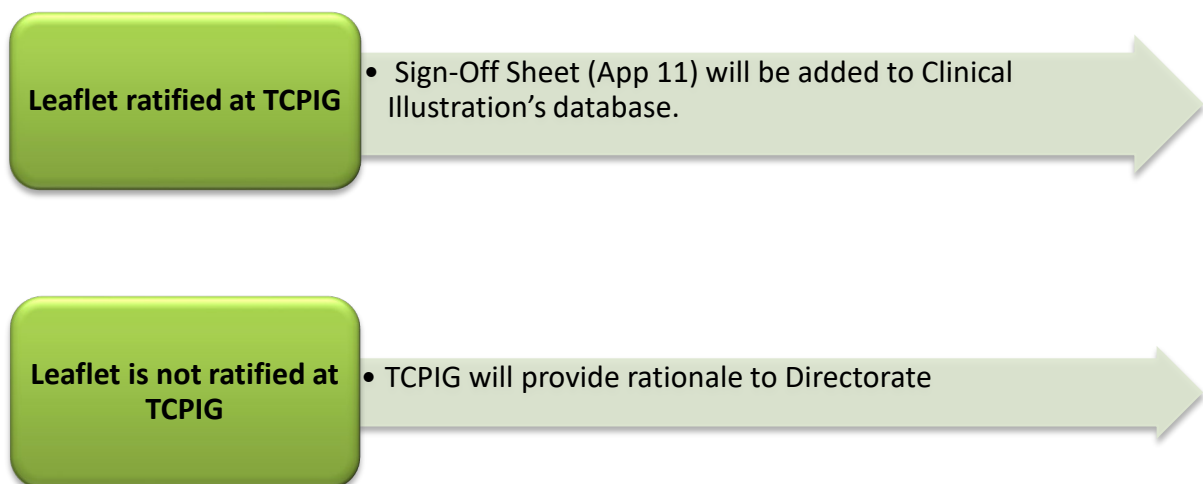 Leaflet ratified at TCPIG
• Sign-Off Sheet (App 11) will be added to Clinical
Illustration’s database.
Leaflet is not ratified at
TCPIG
• TCPIG will provide rationale to Directorate